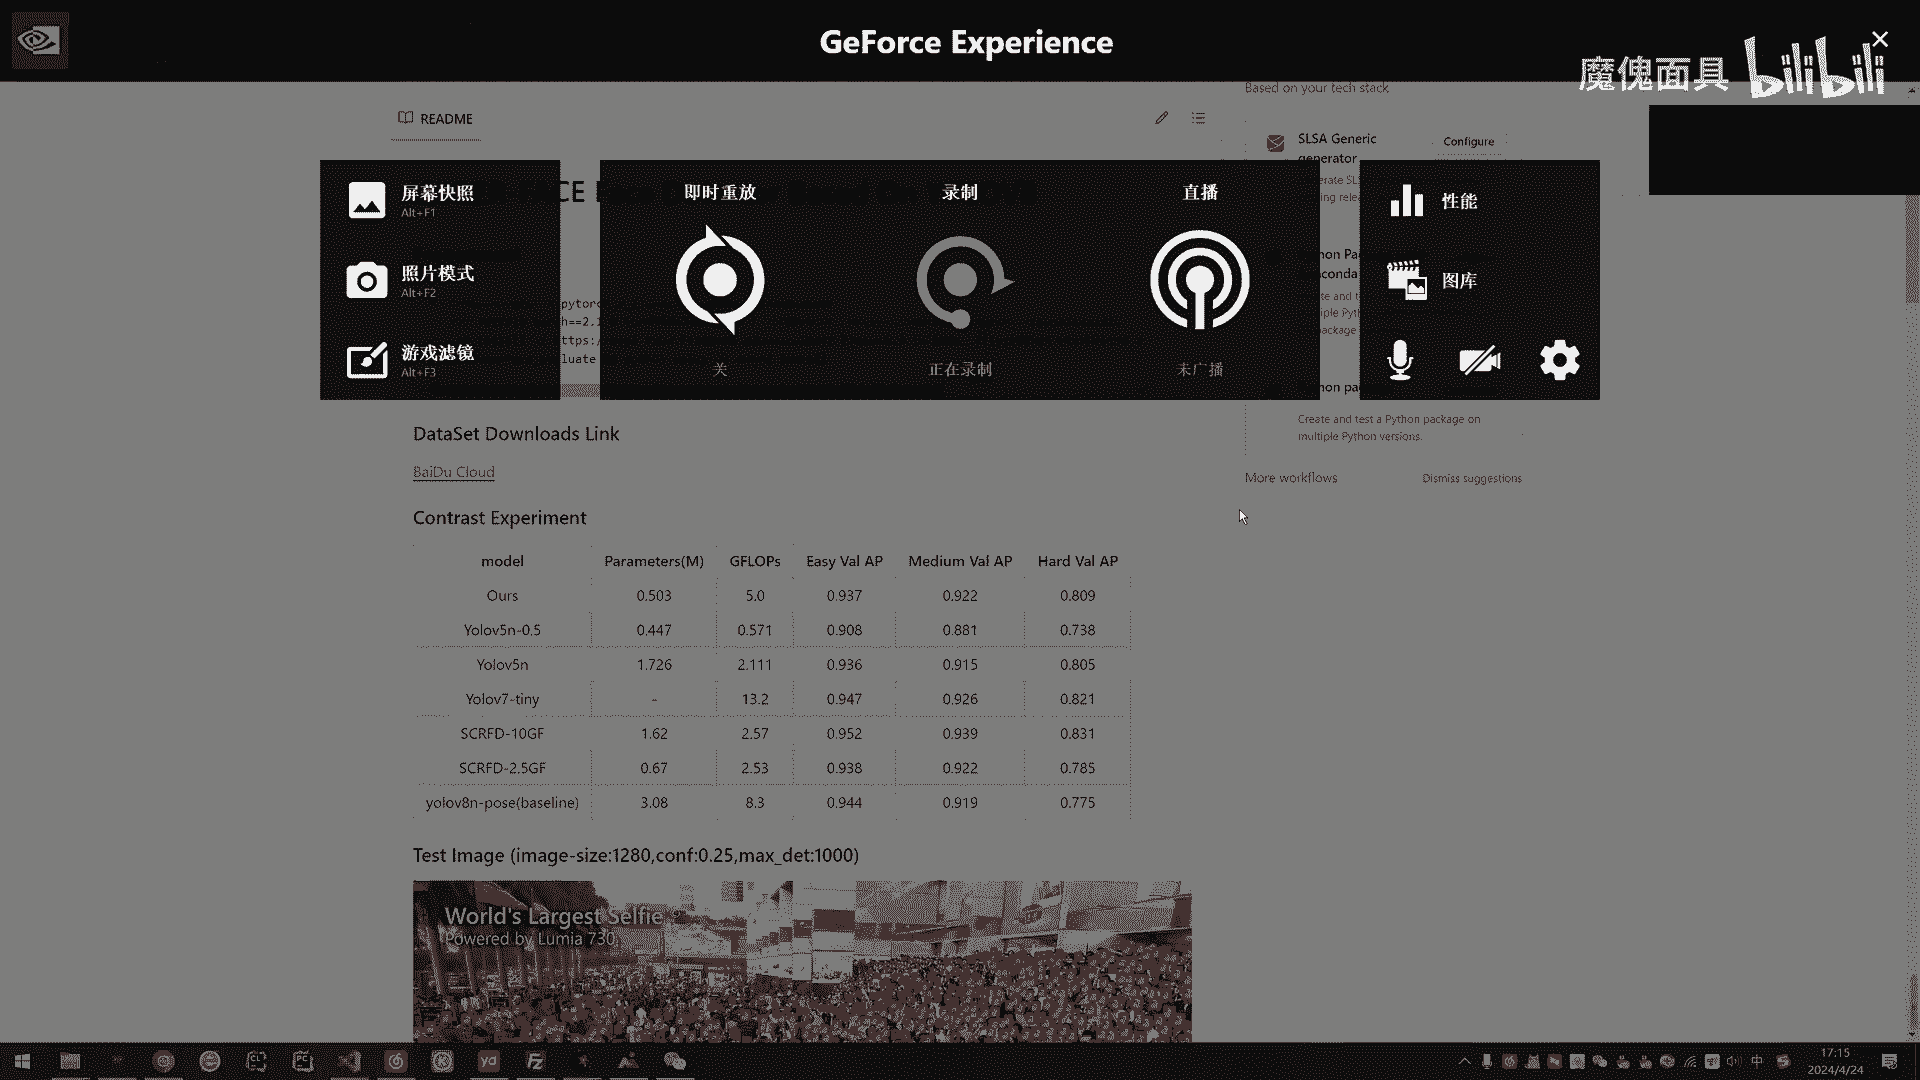 GeForce Experience
魔傀面具 bilibili
Based on your tech stack
README
SLSA Generic
generator
Configure
屏幕快照
Alt+F1
照片模式
Alt+F2
游戏滤镜
Alt+F3
即时重放
关
录制
正在录制
直播
未广播
性能
图库
Create and test a Python package on
multiple Python versions.
More workflows
Dismiss suggestions
DataSet Downloads Link
BaiDu Cloud
Contrast Experiment
model Parameters(M) GFLOPs Easy Val AP Medium Val AP Hard Val AP
Ours 0.503 5.0 0.937 0.922 0.809
Yolov5n-0.5 0.447 0.571 0.908 0.881 0.738
Yolov5n 1.726 2.111 0.936 0.915 0.805
Yolov7-tiny - 13.2 0.947 0.926 0.821
SCRFD-10GF 1.62 2.57 0.952 0.939 0.831
SCRFD-2.5GF 0.67 2.53 0.938 0.922 0.785
yolov8n-pose(baseline) 3.08 8.3 0.944 0.919 0.775
Test Image (image-size:1280,conf:0.25,max_det:1000)
World's Largest Selfie
Powered by Lumia 730
中
17:15
2024/4/24